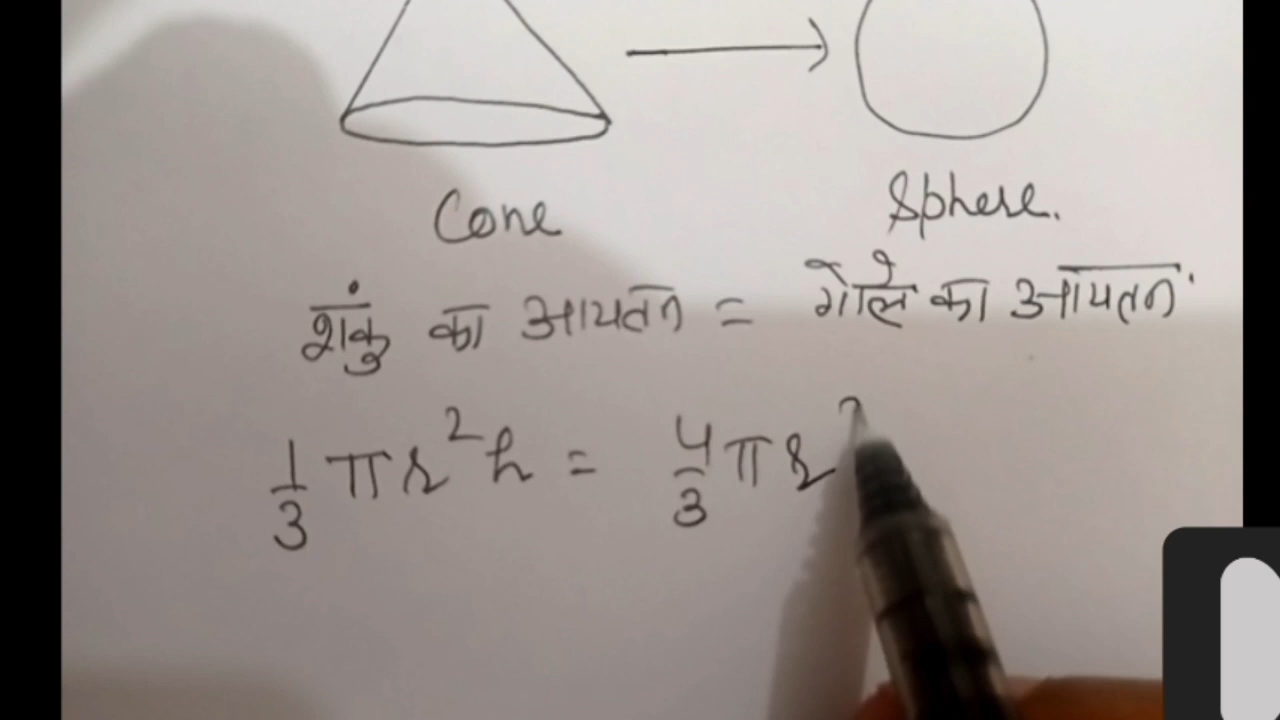 Cone Sphere.
शंकु का आयतन = गोले का आयतन
1/3 πr²h = 4/3 πr